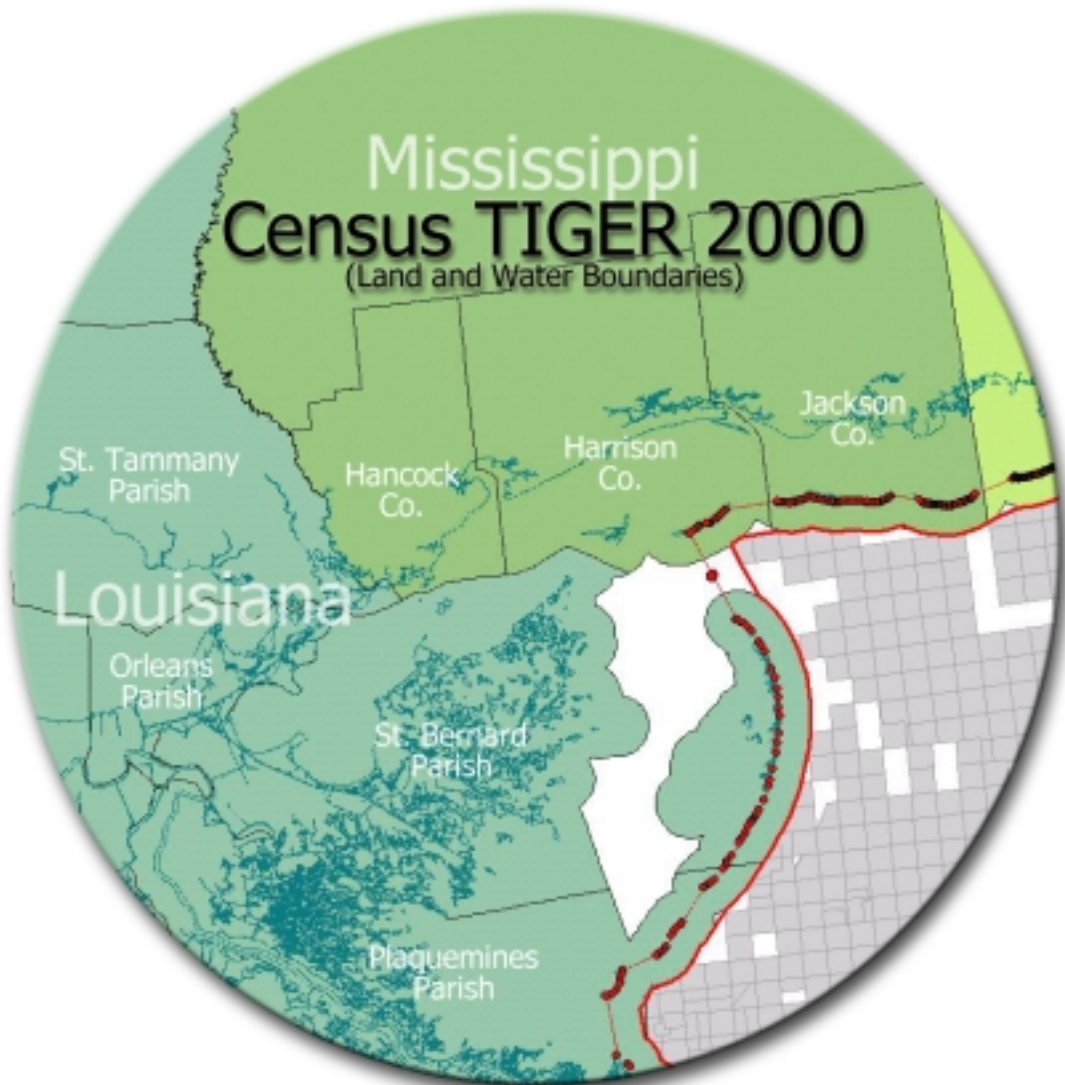 Mississippi
Census TIGER 2000
(Land and Water Boundaries)
Jackson
Co.
Harrison
Co.
Hancock
Co.
St. Tammany
Parish
Louisiana
Orleans
Parish
St. Bernard
Parish
Plaquemines
Parish